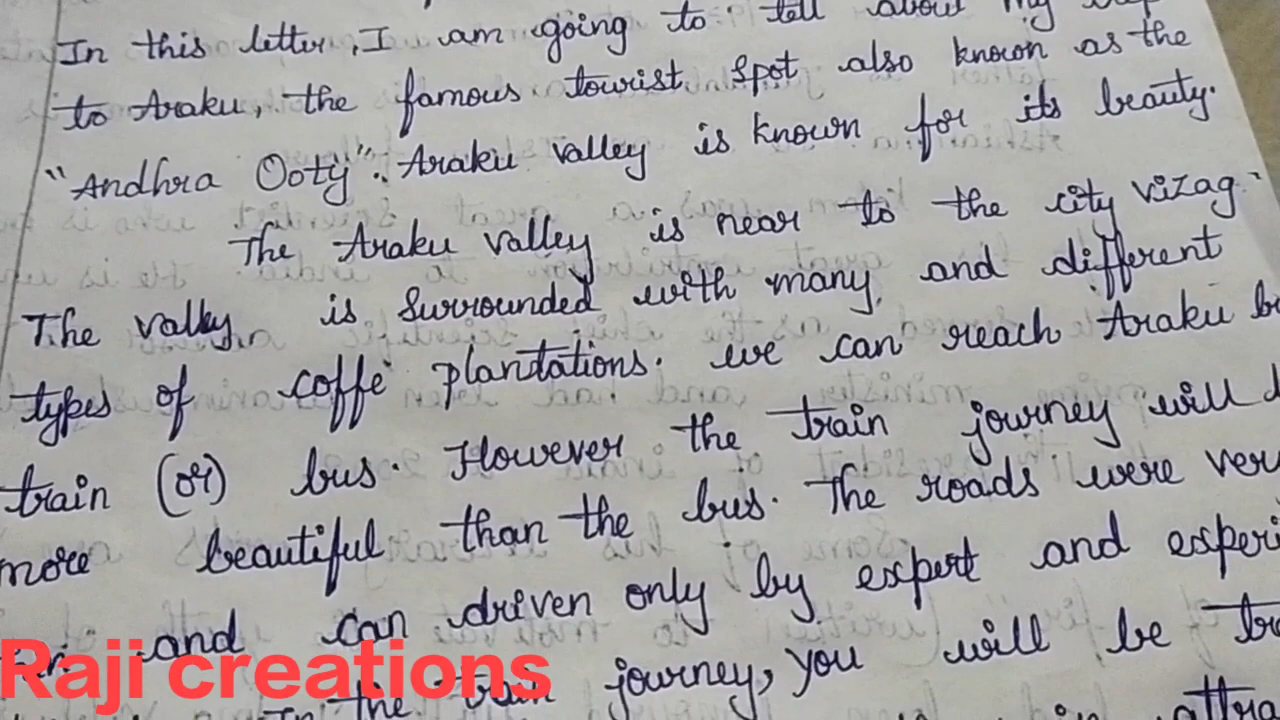 In this letter, I am going to tell about my trip
to Araku, the famous tourist spot also known as the
"Andhra Ooty". Araku valley is known for its beauty.
The Araku valley is near to the city vizag.
The valley is surrounded with many and different
types of coffe plantations. we can reach Araku
train (or) bus. However the train journey will
more beautiful than the bus. The roads were
and can driven only by expert and
In the train journey, you will be
Raji creations